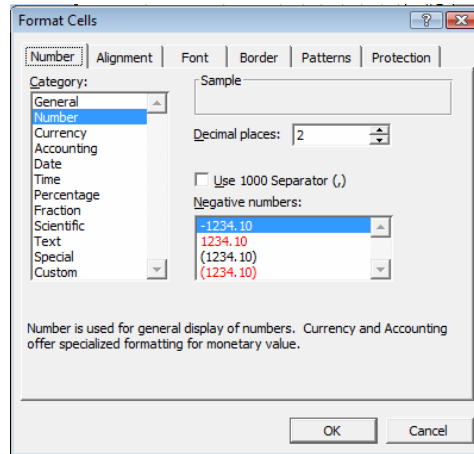 Format Cells
Number Alignment Font Border Patterns Protection
Category:
General
Number
Currency
Accounting
Date
Time
Percentage
Fraction
Scientific
Text
Special
Custom
Sample
Decimal places: 2
Use 1000 Separator (,)
Negative numbers:
-1234.10
1234.10
(1234.10)
(1234.10)
Number is used for general display of numbers. Currency and Accounting
offer specialized formatting for monetary value.
OK Cancel